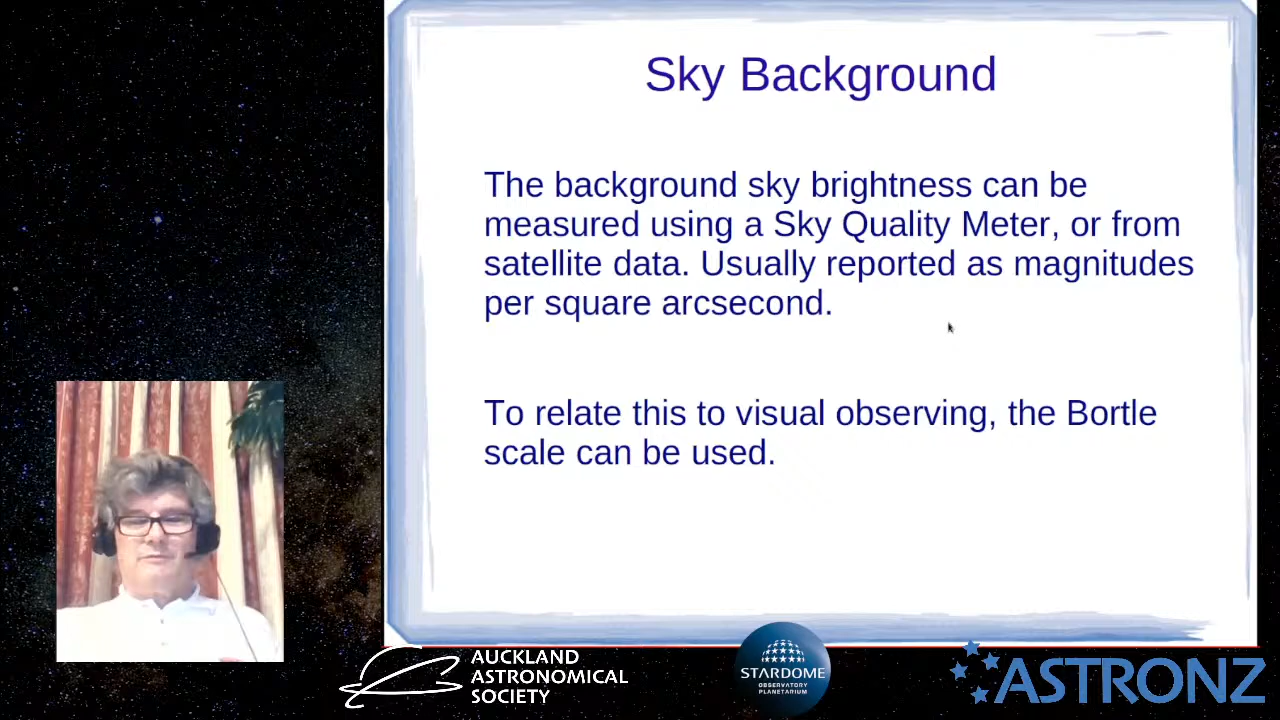 Sky Background
The background sky brightness can be
measured using a Sky Quality Meter, or from
satellite data. Usually reported as magnitudes
per square arcsecond.
To relate this to visual observing, the Bortle
scale can be used.
AUCKLAND
ASTRONOMICAL
SOCIETY
STARDOME
OBSERVATORY
PLANETARIUM
ASTRONZ